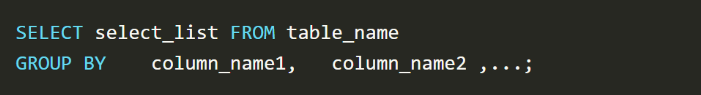 SELECT select_list FROM table_name
GROUP BY    column_name1,   column_name2 ,...;